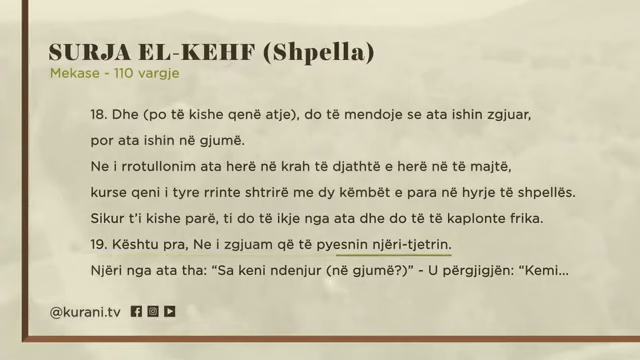 SURJA EL-KEHF (Shpella)
Mekase - 110 vargje
18. Dhe (po të kishe qenë atje), do të mendoje se ata ishin zgjuar,
por ata ishin në gjumë.
Ne i rrotullonim ata herë në krah të djathtë e herë në të majtë,
kurse qeni i tyre rrinte shtrirë me dy këmbët e para në hyrje të shpellës.
Sikur t’i kishe parë, ti do të ikje nga ata dhe do të të kaplonte frika.
19. Kështu pra, Ne i zgjuam që të pyesnin njëri-tjetrin.
Njëri nga ata tha: “Sa keni ndenjur (në gjumë?)” - U përgjigjën: “Kemi...
@kurani.tv